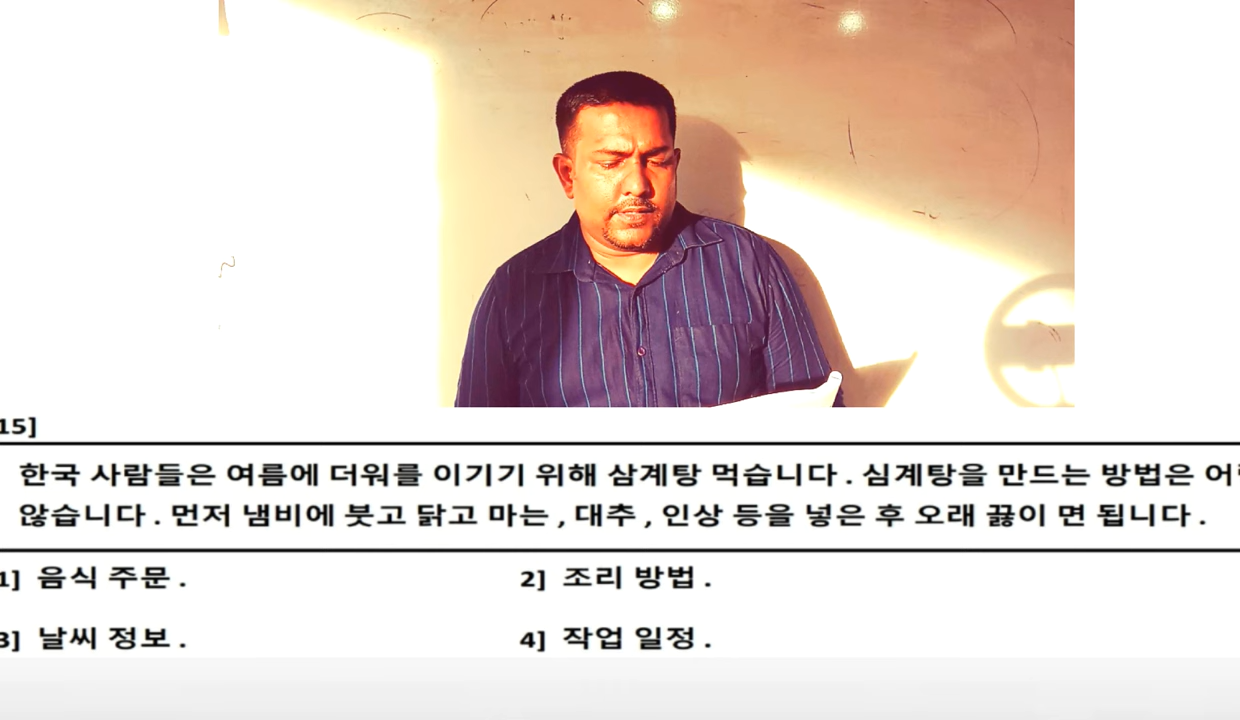 15]
한국 사람들은 여름에 더워를 이기기 위해 삼계탕 먹습니다 . 심계탕을 만드는 방법은
않습니다 . 먼저 냄비에 붓고 닭고 마는 , 대추 , 인상 등을 넣은 후 오래 끓이 면 됩니다 .
1] 음식 주문 .
2] 조리 방법 .
3] 날씨 정보 .
4] 작업 일정 .